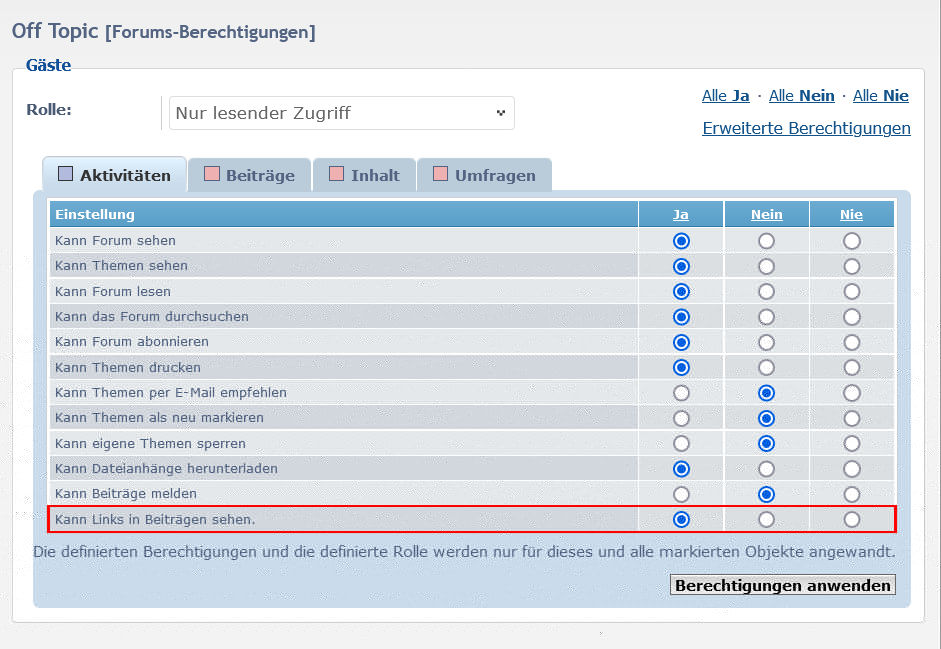 Off Topic [Forums-Berechtigungen]
Gäste
Rolle:
Nur lesender Zugriff
Alle Ja · Alle Nein · Alle Nie
Erweiterte Berechtigungen
Aktivitäten Beiträge Inhalt Umfragen
Einstellung Ja Nein Nie
Kann Forum sehen
Kann Themen sehen
Kann Forum lesen
Kann das Forum durchsuchen
Kann Forum abonnieren
Kann Themen drucken
Kann Themen per E-Mail empfehlen
Kann Themen als neu markieren
Kann eigene Themen sperren
Kann Dateianhänge herunterladen
Kann Beiträge melden
Kann Links in Beiträgen sehen.
Die definierten Berechtigungen und die definierte Rolle werden nur für dieses und alle markierten Objekte angewandt.
Berechtigungen anwenden